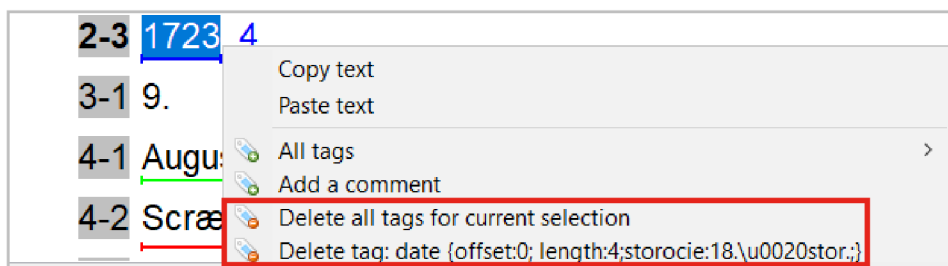 2-3 1723 4
Copy text
3-1 9.
Paste text
4-1 Augu
All tags
Add a comment
4-2 Scræ
Delete all tags for current selection
Delete tag: date {offset:0; length:4;storocie:18.\u0020stor.;}